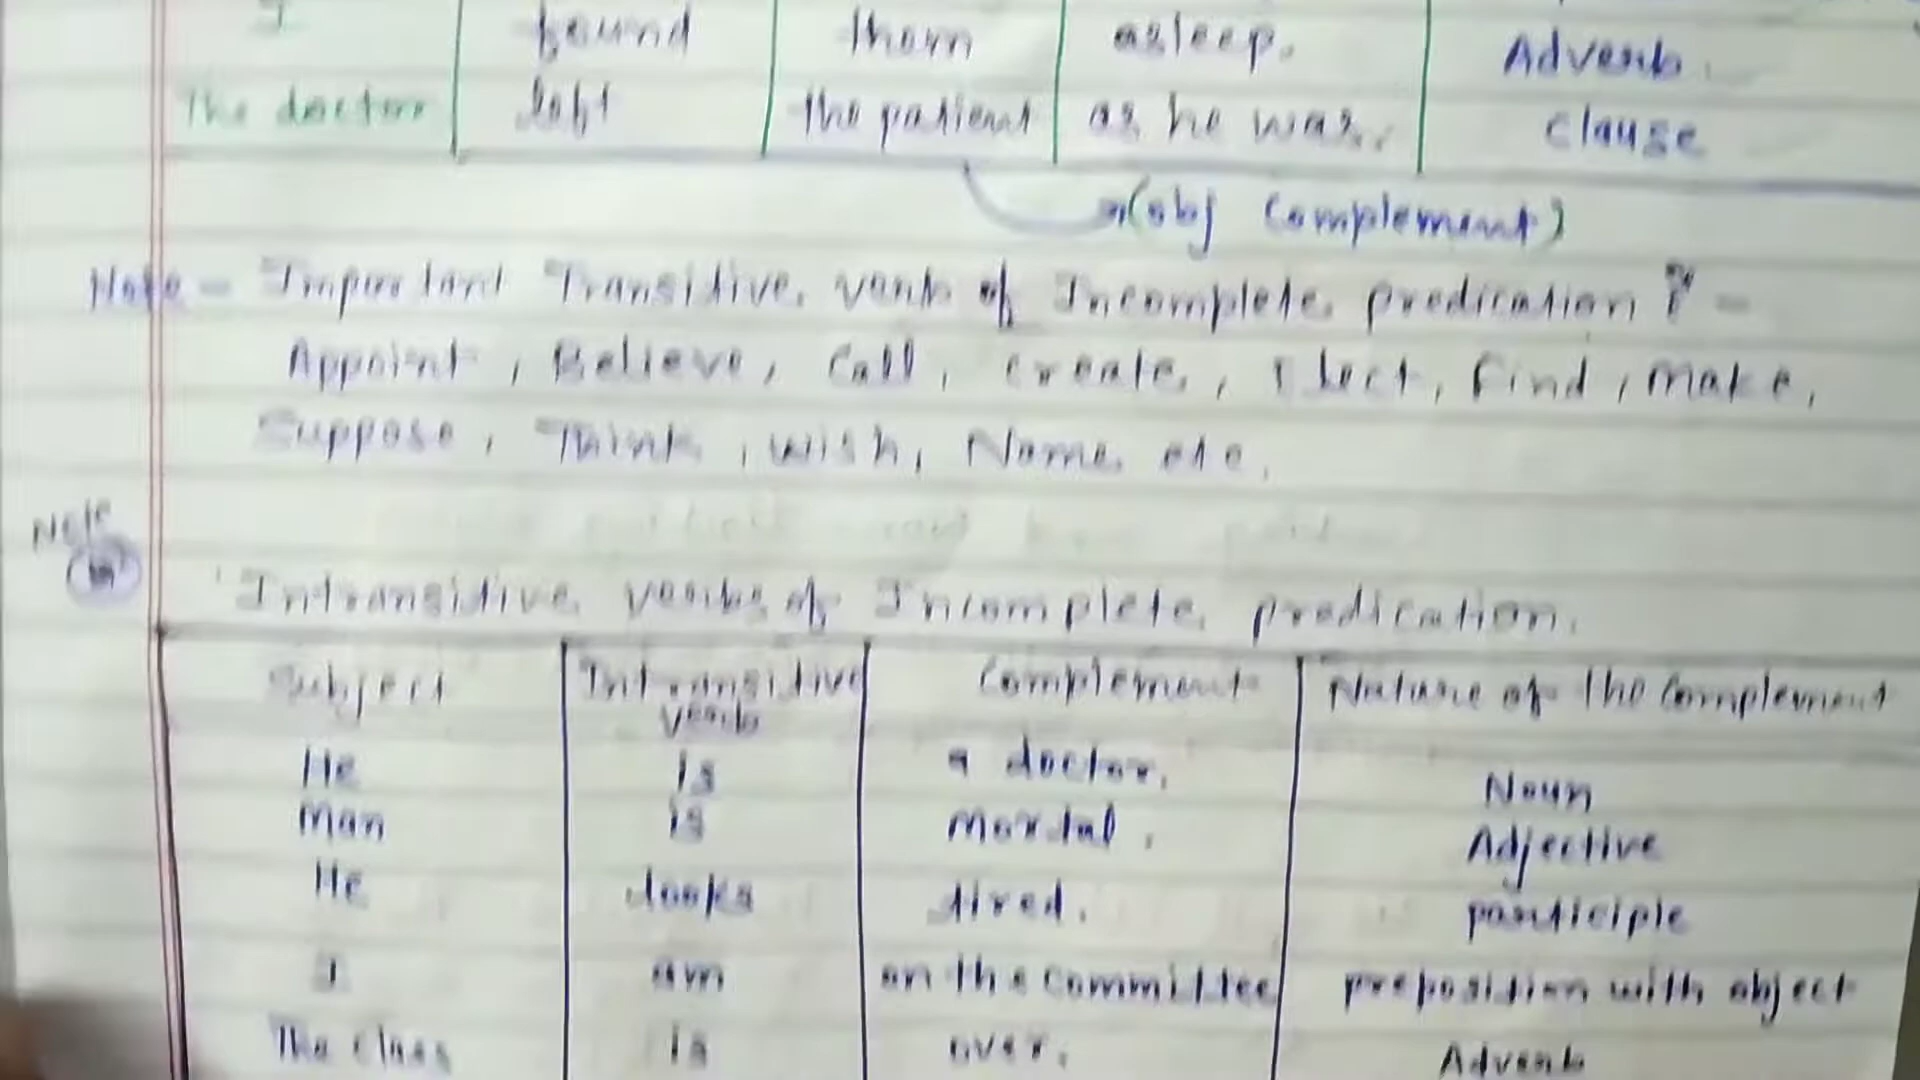 I found them asleep. Adverb
The doctor left the patient as he was. clause
(obj complement)
Note - Important Transitive verb of Incomplete predication :-
Appoint, Believe, Call, Create, Elect, Find, make,
Suppose, Think, wish, Name etc.
Note
Intransitive verbs of Incomplete predication.
Subject Intransitive verb Complement Nature of the Complement
He is a doctor. Noun
Man is mortal. Adjective
He looks tired. participle
I am on the committee preposition with object
The class is over. Adverb